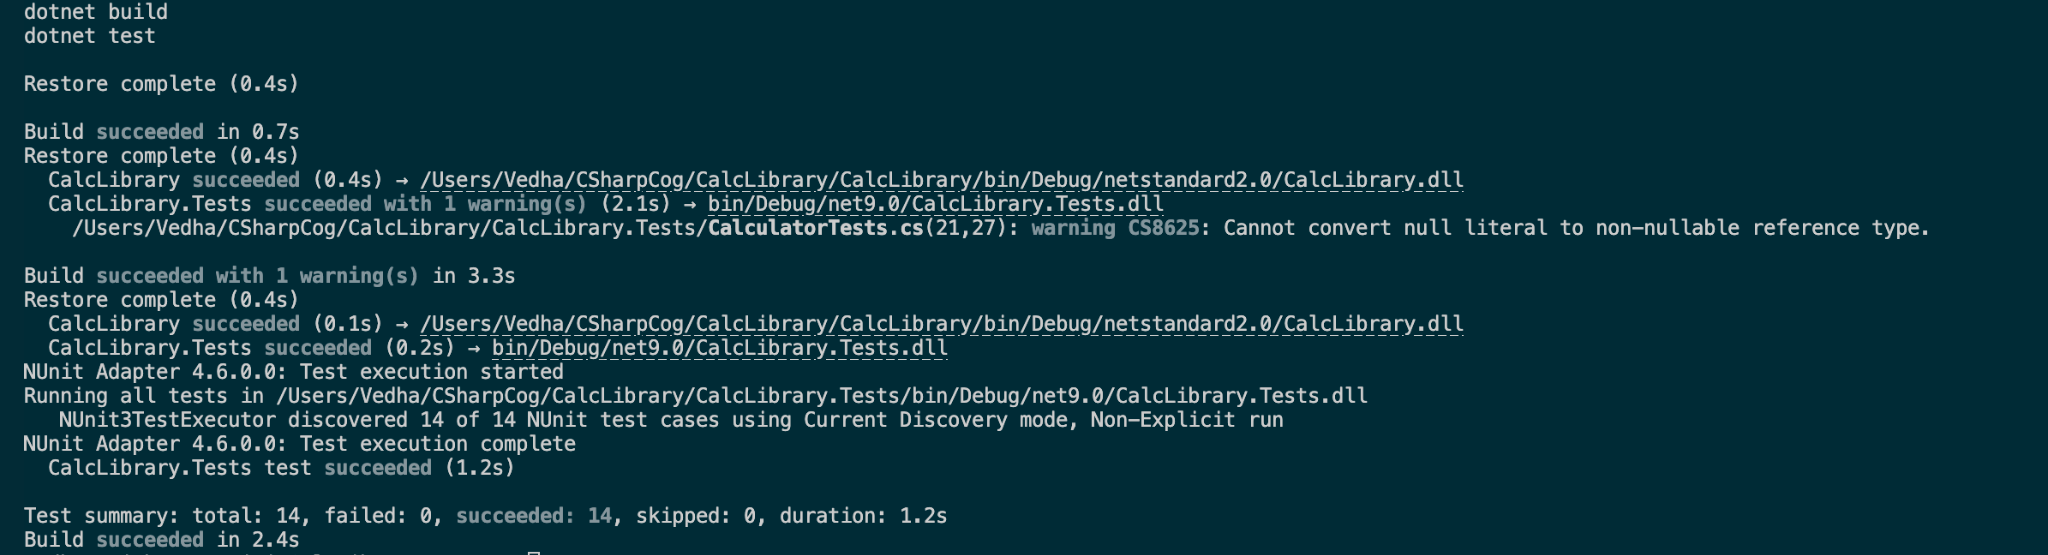 dotnet build
dotnet test
Restore complete (0.4s)
Build succeeded in 0.7s
Restore complete (0.4s)
CalcLibrary succeeded (0.4s) → /Users/Vedha/CSharpCog/CalcLibrary/CalcLibrary/bin/Debug/netstandard2.0/CalcLibrary.dll
CalcLibrary.Tests succeeded with 1 warning(s) (2.1s) → bin/Debug/net9.0/CalcLibrary.Tests.dll
/Users/Vedha/CSharpCog/CalcLibrary/CalcLibrary.Tests/CalculatorTests.cs(21,27): warning CS8625: Cannot convert null literal to non-nullable reference type.
Build succeeded with 1 warning(s) in 3.3s
Restore complete (0.4s)
CalcLibrary succeeded (0.1s) → /Users/Vedha/CSharpCog/CalcLibrary/CalcLibrary/bin/Debug/netstandard2.0/CalcLibrary.dll
CalcLibrary.Tests succeeded (0.2s) → bin/Debug/net9.0/CalcLibrary.Tests.dll
NUnit Adapter 4.6.0.0: Test execution started
Running all tests in /Users/Vedha/CSharpCog/CalcLibrary/CalcLibrary.Tests/bin/Debug/net9.0/CalcLibrary.Tests.dll
NUnit3TestExecutor discovered 14 of 14 NUnit test cases using Current Discovery mode, Non-Explicit run
NUnit Adapter 4.6.0.0: Test execution complete
CalcLibrary.Tests test succeeded (1.2s)
Test summary: total: 14, failed: 0, succeeded: 14, skipped: 0, duration: 1.2s
Build succeeded in 2.4s